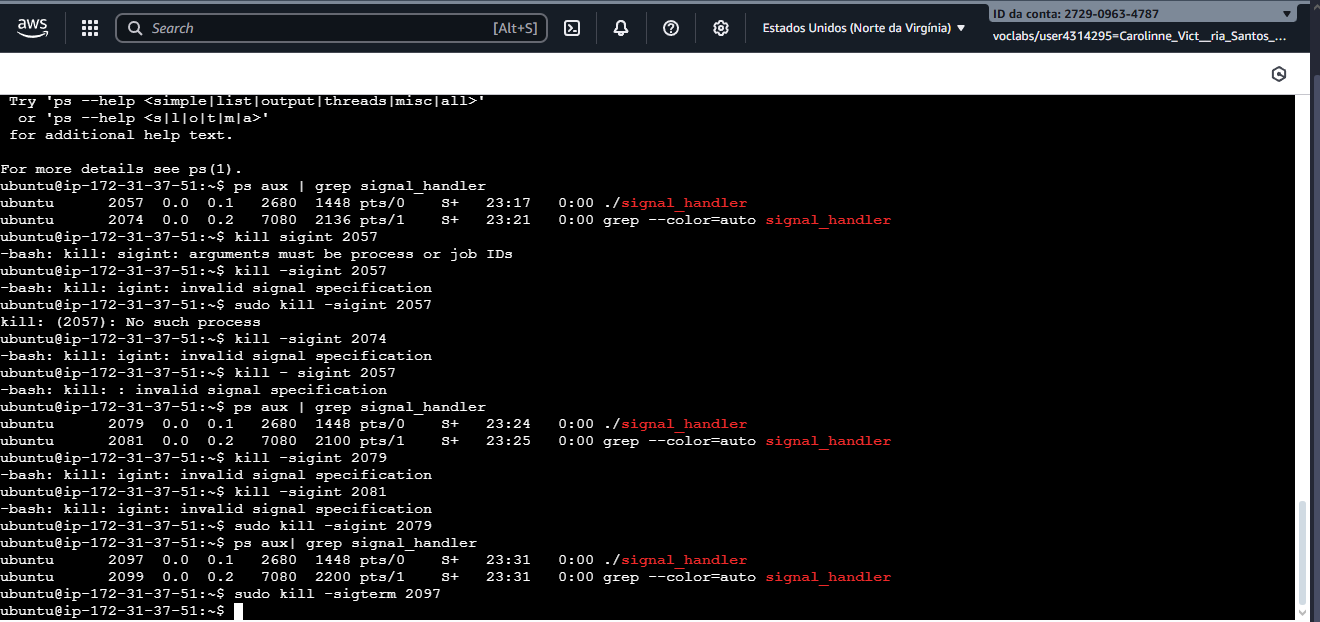 aws
Search
[Alt+S]
Estados Unidos (Norte da Virgínia)
ID da conta: 2729-0963-4787
voclabs/user4314295=Carolinne_Vict__ria_Santos_...
Try 'ps --help <simple|list|output|threads|misc|all>'
or 'ps --help <s|l|o|t|m|a>'
for additional help text.
For more details see ps(1).
ubuntu@ip-172-31-37-51:~$ ps aux | grep signal_handler
ubuntu      2057  0.0  0.1   2680  1448 pts/0    S+   23:17   0:00 ./signal_handler
ubuntu      2074  0.0  0.2   7080  2136 pts/1    S+   23:21   0:00 grep --color=auto signal_handler
ubuntu@ip-172-31-37-51:~$ kill sigint 2057
-bash: kill: sigint: arguments must be process or job IDs
ubuntu@ip-172-31-37-51:~$ kill -sigint 2057
-bash: kill: igint: invalid signal specification
ubuntu@ip-172-31-37-51:~$ sudo kill -sigint 2057
kill: (2057): No such process
ubuntu@ip-172-31-37-51:~$ kill -sigint 2074
-bash: kill: igint: invalid signal specification
ubuntu@ip-172-31-37-51:~$ kill - sigint 2057
-bash: kill: : invalid signal specification
ubuntu@ip-172-31-37-51:~$ ps aux | grep signal_handler
ubuntu      2079  0.0  0.1   2680  1448 pts/0    S+   23:24   0:00 ./signal_handler
ubuntu      2081  0.0  0.2   7080  2100 pts/1    S+   23:25   0:00 grep --color=auto signal_handler
ubuntu@ip-172-31-37-51:~$ kill -sigint 2079
-bash: kill: igint: invalid signal specification
ubuntu@ip-172-31-37-51:~$ kill -sigint 2081
-bash: kill: igint: invalid signal specification
ubuntu@ip-172-31-37-51:~$ sudo kill -sigint 2079
ubuntu@ip-172-31-37-51:~$ ps aux| grep signal_handler
ubuntu      2097  0.0  0.1   2680  1448 pts/0    S+   23:31   0:00 ./signal_handler
ubuntu      2099  0.0  0.2   7080  2200 pts/1    S+   23:31   0:00 grep --color=auto signal_handler
ubuntu@ip-172-31-37-51:~$ sudo kill -sigterm 2097
ubuntu@ip-172-31-37-51:~$